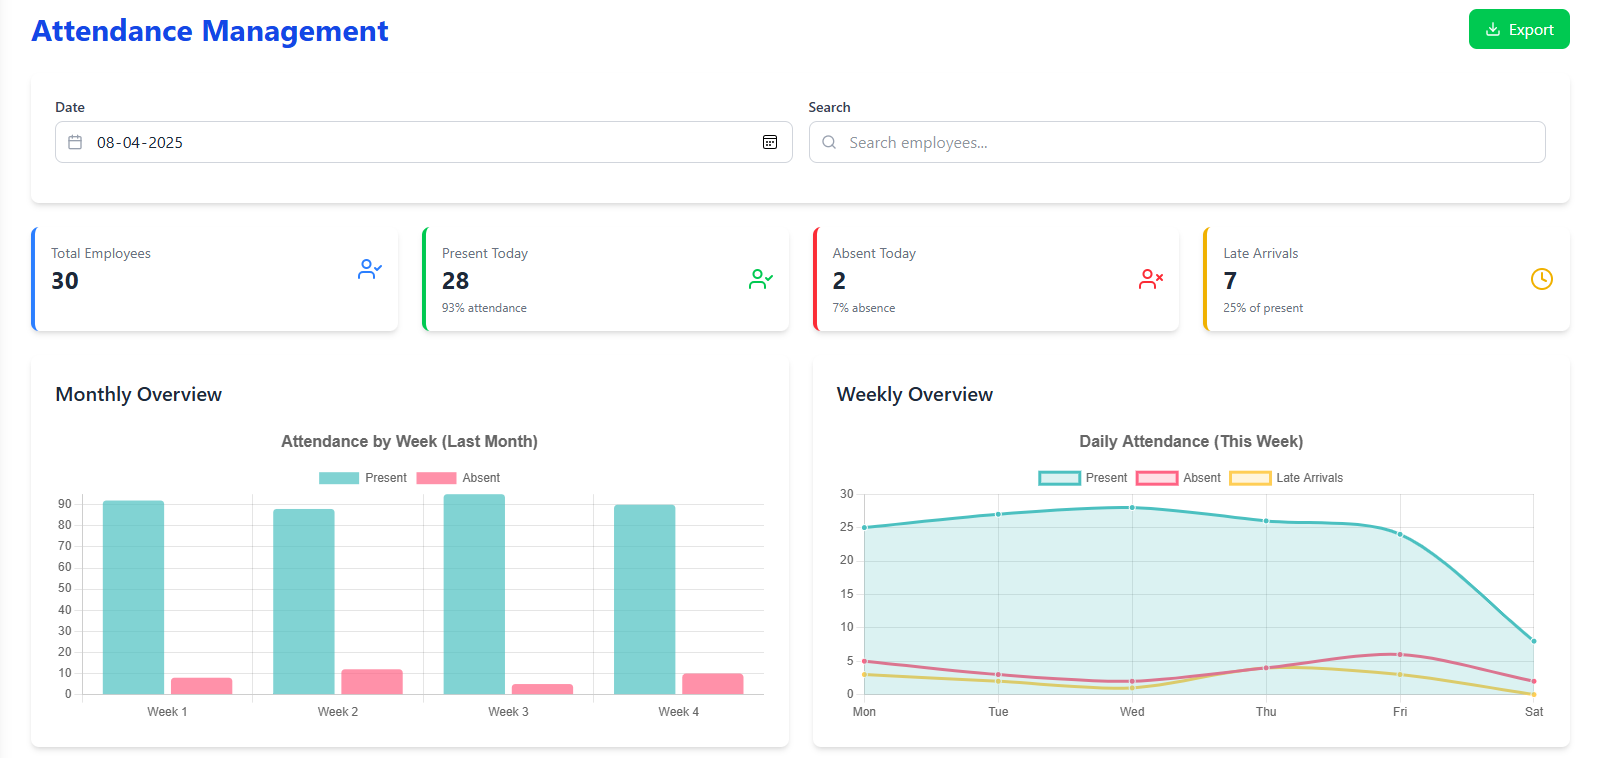 Attendance Management
Export
Date
Search
08-04-2025
Search employees...
Total Employees
30
Present Today
28
93% attendance
Absent Today
2
7% absence
Late Arrivals
7
25% of present
Monthly Overview
Attendance by Week (Last Month)
Present Absent
90
80
70
60
50
40
30
20
10
0
Week 1 Week 2 Week 3 Week 4
Weekly Overview
Daily Attendance (This Week)
Present Absent Late Arrivals
30
25
20
15
10
5
0
Mon Tue Wed Thu Fri Sat